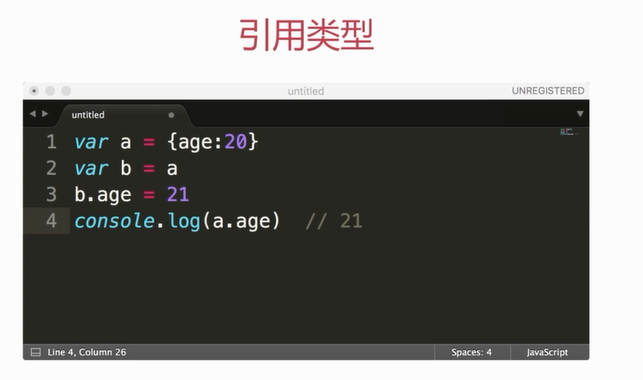 引用类型
untitled
UNREGISTERED
untitled
1 var a = {age:20}
2 var b = a
3 b.age = 21
4 console.log(a.age)  // 21
Line 4, Column 26
Spaces: 4
JavaScript